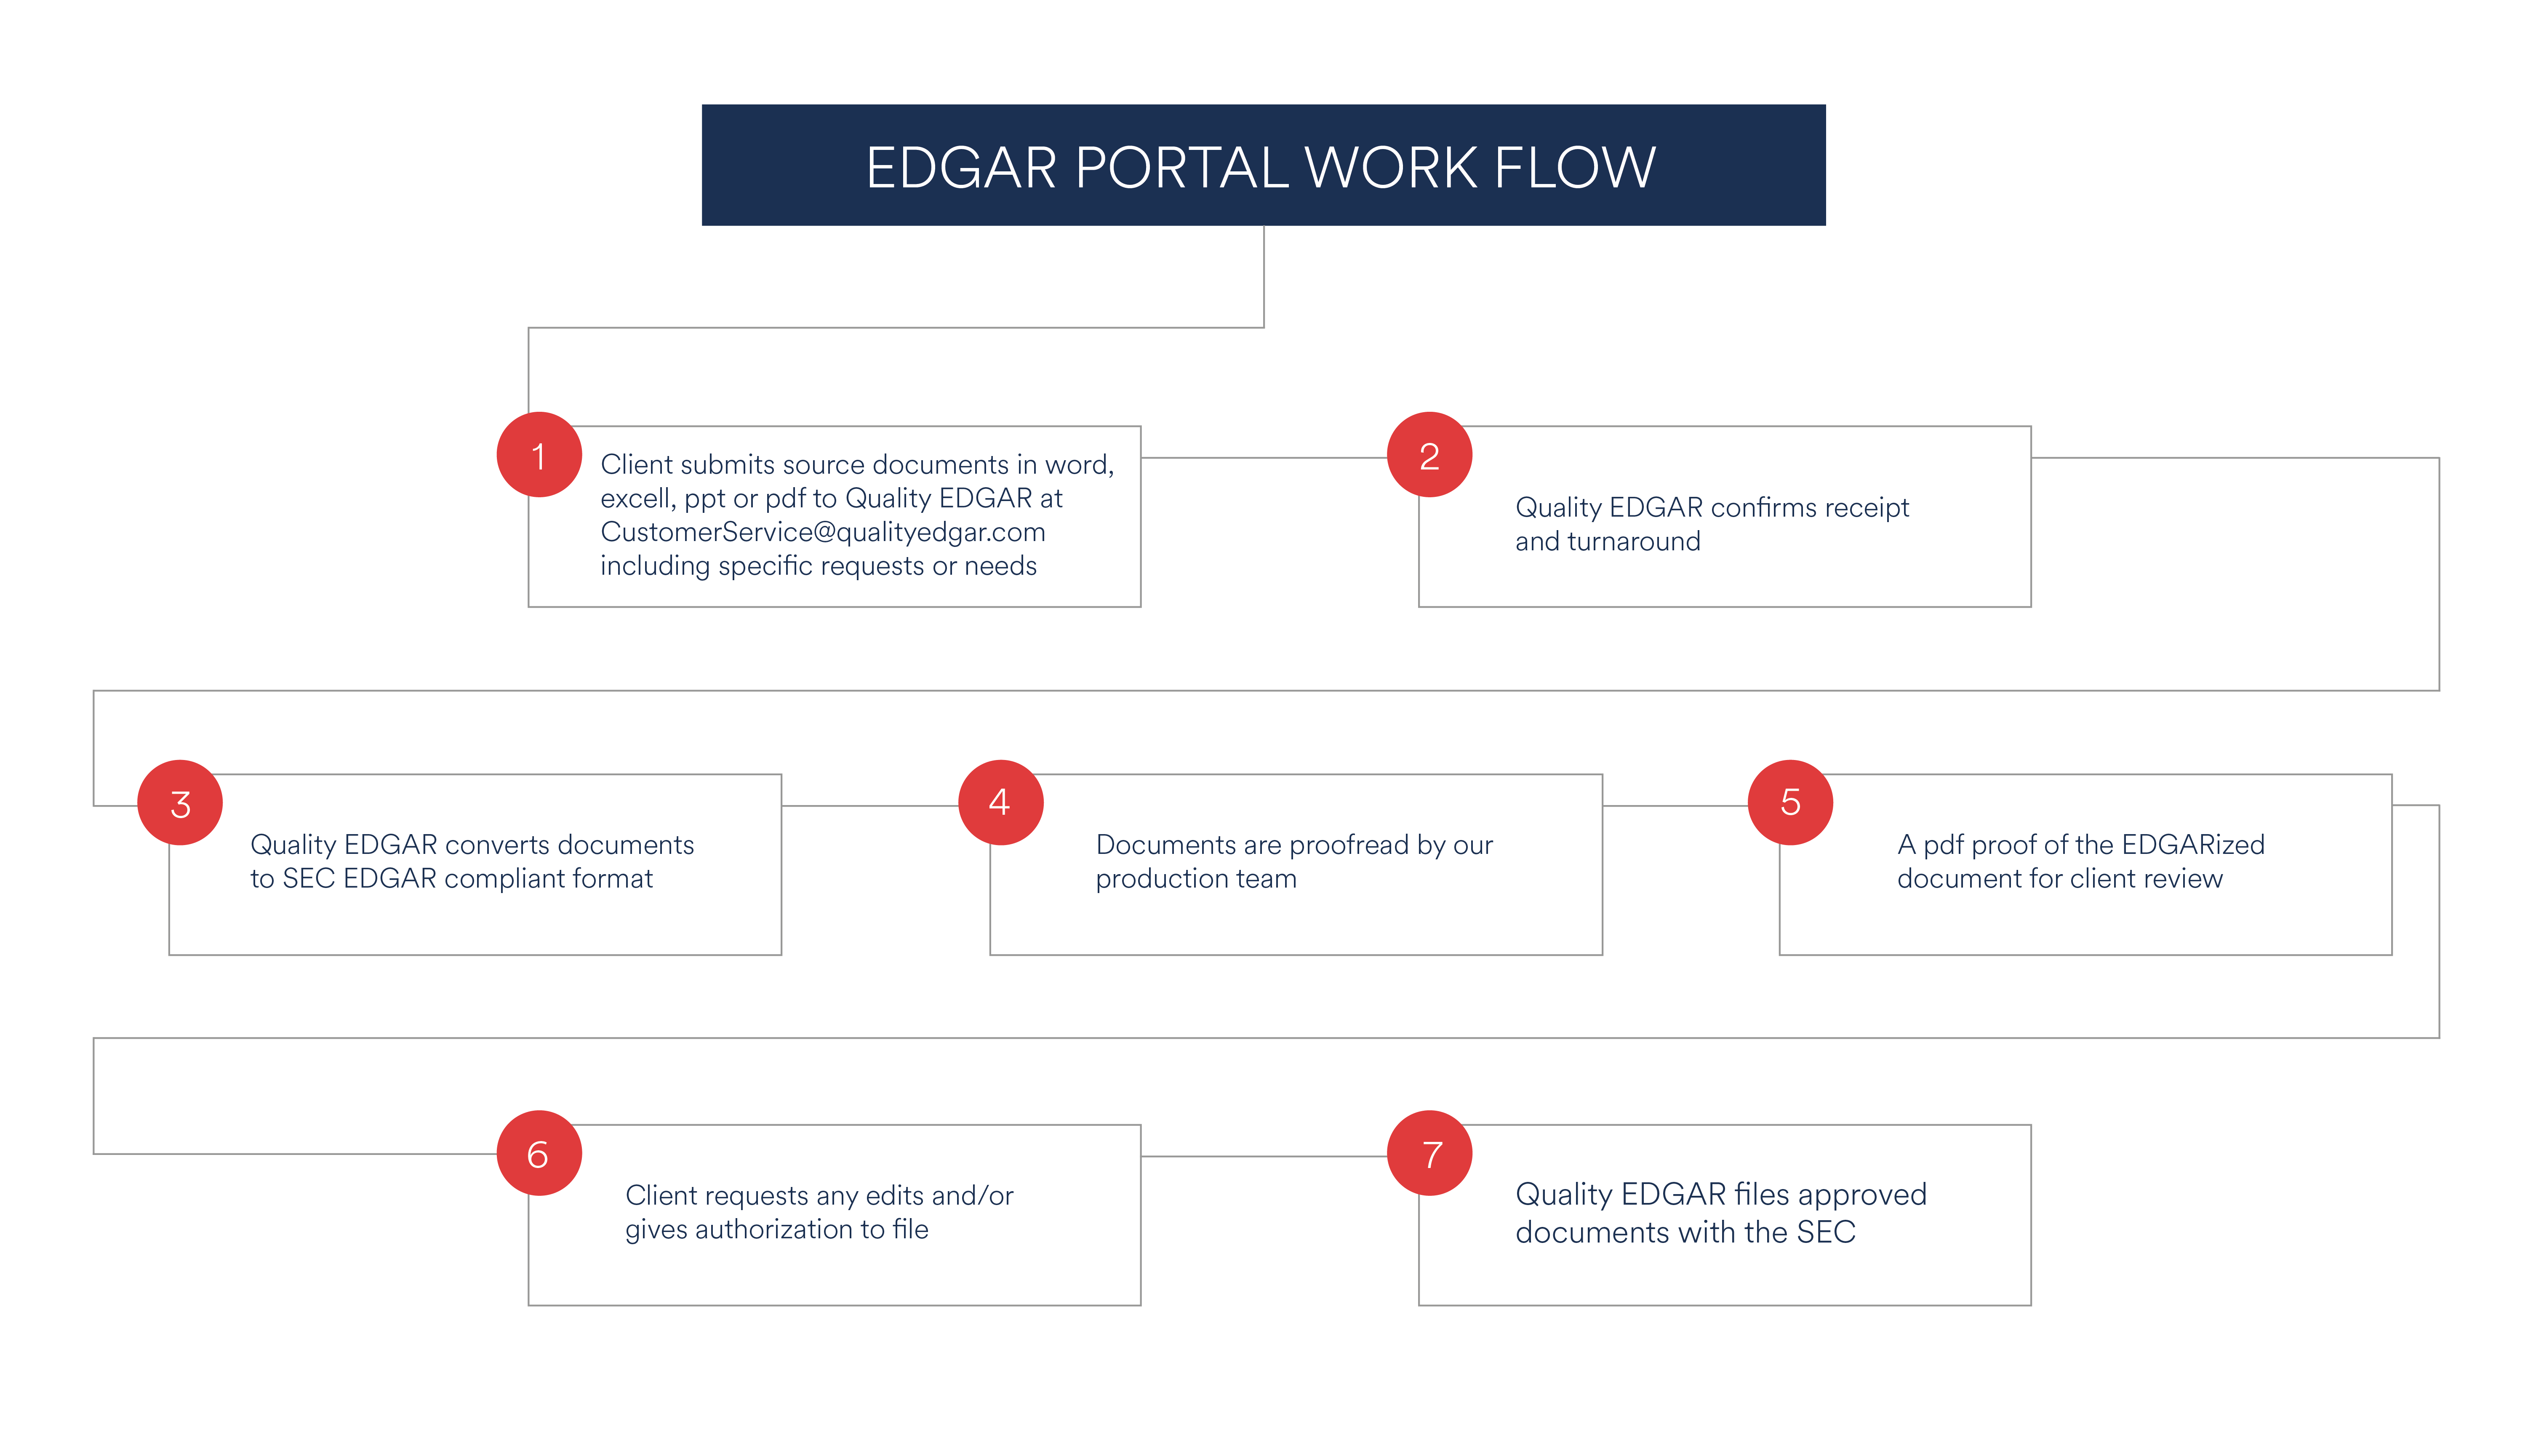 EDGAR PORTAL WORK FLOW
1
Client submits source documents in word,
excell, ppt or pdf to Quality EDGAR at
CustomerService@qualityedgar.com
including specific requests or needs
2
Quality EDGAR confirms receipt
and turnaround
3
Quality EDGAR converts documents
to SEC EDGAR compliant format
4
Documents are proofread by our
production team
5
A pdf proof of the EDGARized
document for client review
6
Client requests any edits and/or
gives authorization to file
7
Quality EDGAR files approved
documents with the SEC